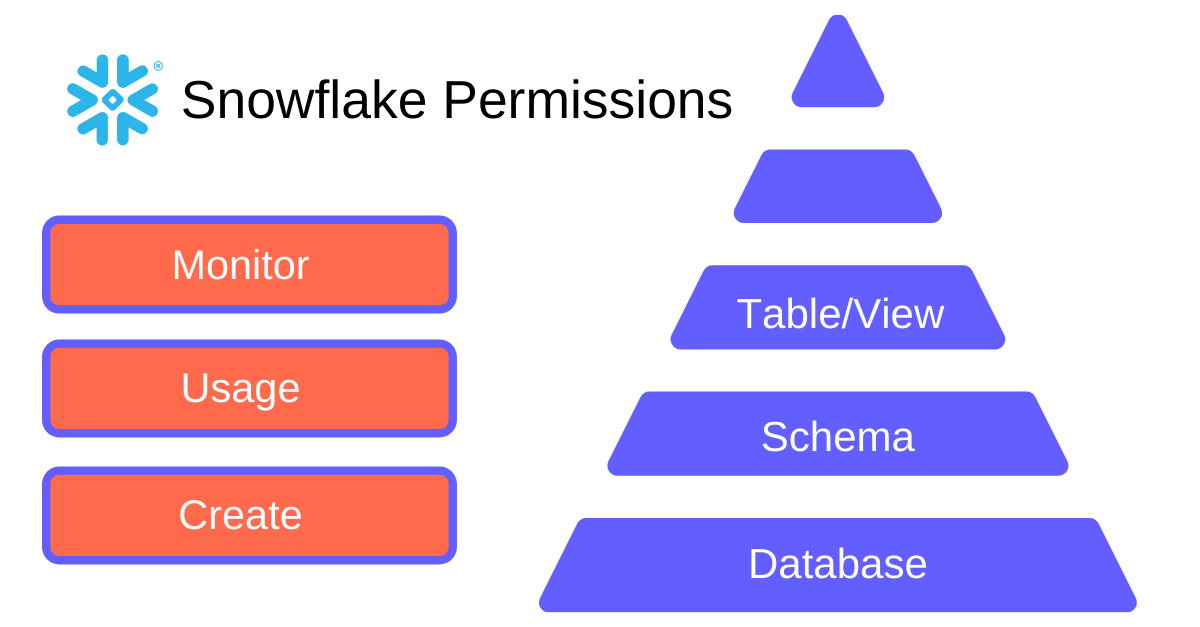 ®
Snowflake Permissions
Monitor
Usage
Create
Table/View
Schema
Database